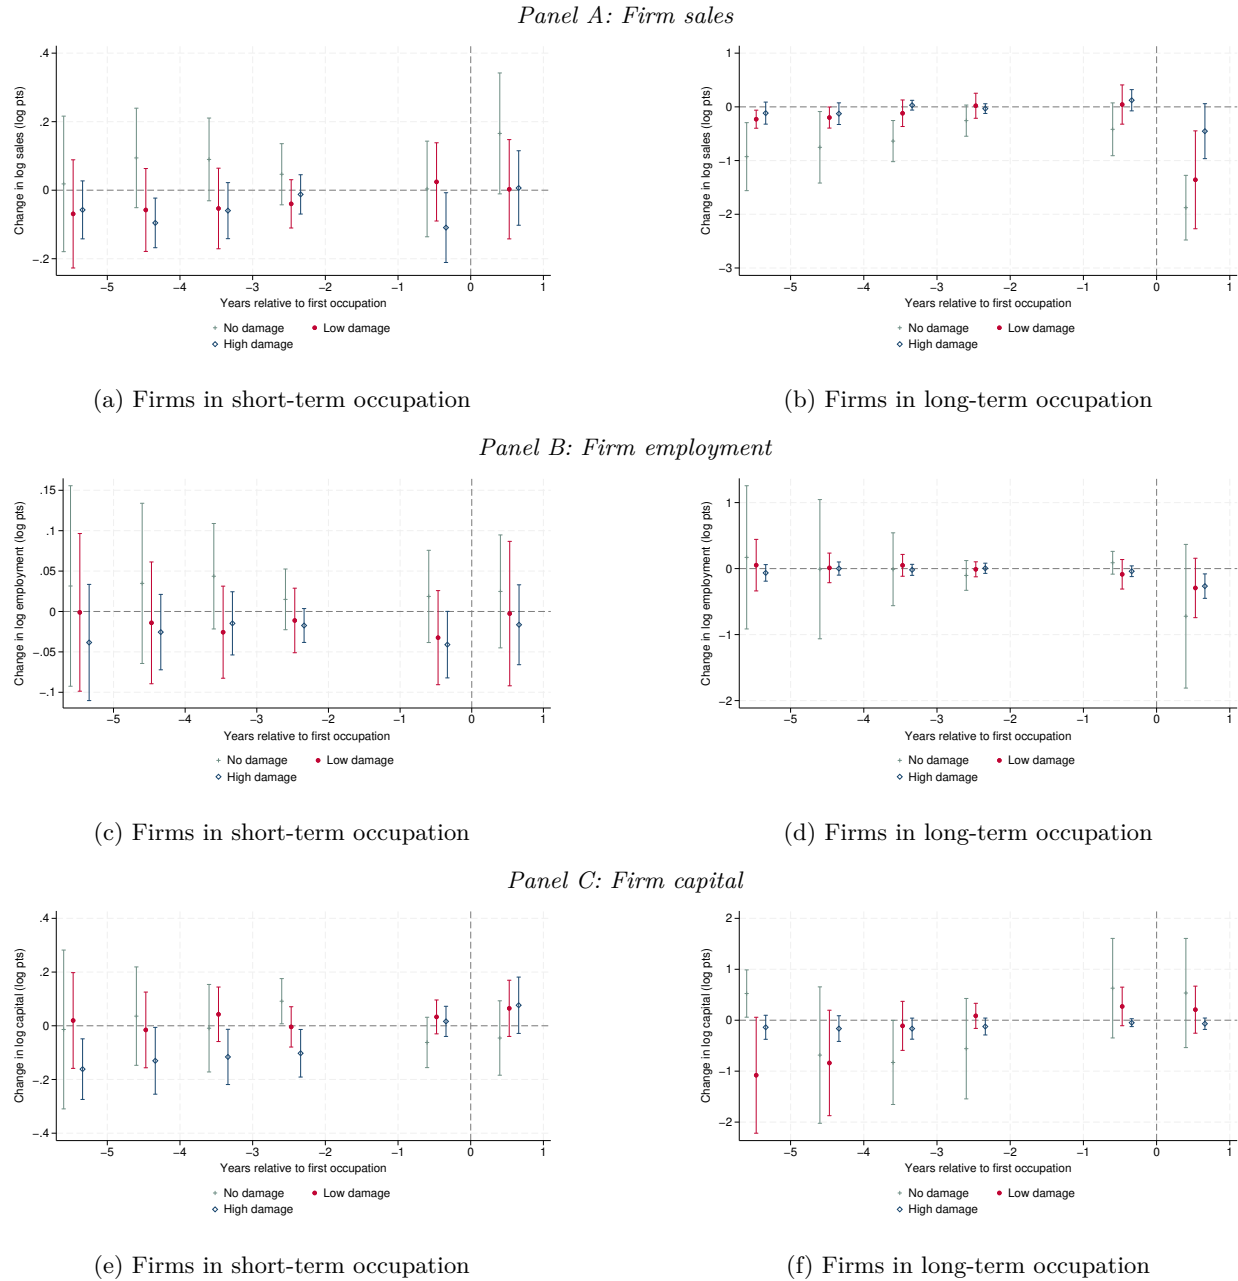 Panel A: Firm sales
Change in log sales (log pts)
.4
.2
0
−.2
−5 −4 −3 −2 −1 0 1
Years relative to first occupation
No damage Low damage
High damage
(a) Firms in short-term occupation
Change in log sales (log pts)
1
0
−1
−2
−3
−5 −4 −3 −2 −1 0 1
Years relative to first occupation
No damage Low damage
High damage
(b) Firms in long-term occupation
Panel B: Firm employment
Change in log employment (log pts)
.15
.1
.05
0
−.05
−.1
−5 −4 −3 −2 −1 0 1
Years relative to first occupation
No damage Low damage
High damage
(c) Firms in short-term occupation
Change in log employment (log pts)
1
0
−1
−2
−5 −4 −3 −2 −1 0 1
Years relative to first occupation
No damage Low damage
High damage
(d) Firms in long-term occupation
Panel C: Firm capital
Change in log capital (log pts)
.4
.2
0
−.2
−.4
−5 −4 −3 −2 −1 0 1
Years relative to first occupation
No damage Low damage
High damage
(e) Firms in short-term occupation
Change in log capital (log pts)
2
1
0
−1
−2
−5 −4 −3 −2 −1 0 1
Years relative to first occupation
No damage Low damage
High damage
(f) Firms in long-term occupation